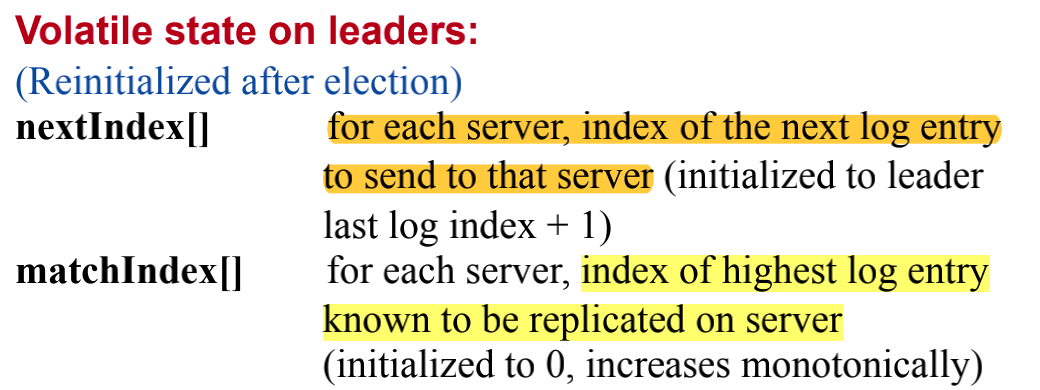 Volatile state on leaders:
(Reinitialized after election)
nextIndex[] for each server, index of the next log entry
to send to that server (initialized to leader
last log index + 1)
matchIndex[] for each server, index of highest log entry
known to be replicated on server
(initialized to 0, increases monotonically)